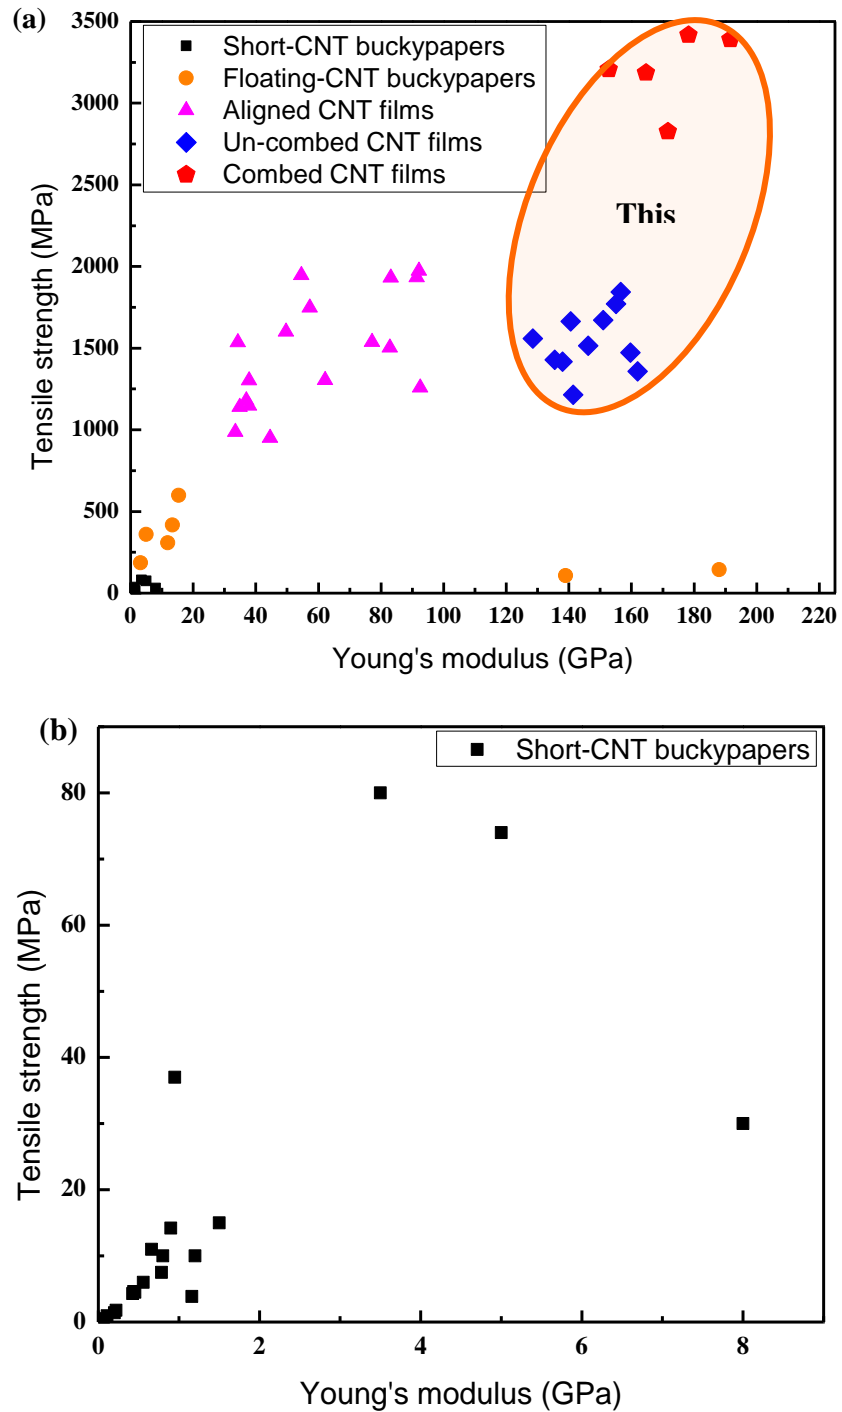 (a)
3500
3000
2500
2000
1500
1000
500
0
Tensile strength (MPa)
Short-CNT buckypapers
Floating-CNT buckypapers
Aligned CNT films
Un-combed CNT films
Combed CNT films
This
0 20 40 60 80 100 120 140 160 180 200 220
Young's modulus (GPa)
(b)
Short-CNT buckypapers
80
60
40
20
0
Tensile strength (MPa)
0 2 4 6 8
Young's modulus (GPa)